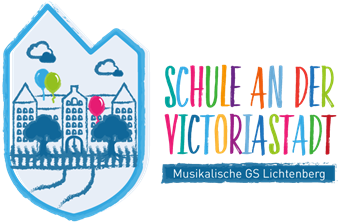 SCHULE AN DER
VICTORIASTADT
Musikalische GS Lichtenberg